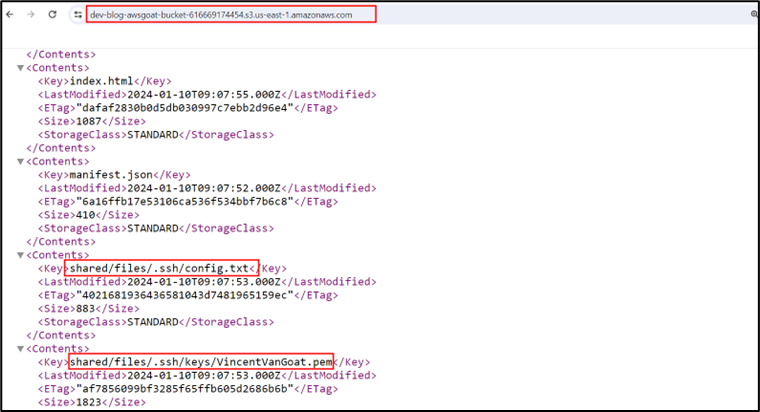 dev-blog-awsgoat-bucket-616669174454.s3.us-east-1.amazonaws.com
</Contents>
▼<Contents>
<Key>index.html</Key>
<LastModified>2024-01-10T09:07:55.000Z</LastModified>
<ETag>"dafaf2830b0d5db030997c7ebb2d96e4"</ETag>
<Size>1087</Size>
<StorageClass>STANDARD</StorageClass>
</Contents>
▼<Contents>
<Key>manifest.json</Key>
<LastModified>2024-01-10T09:07:52.000Z</LastModified>
<ETag>"6a16ffb17e53106ca536f534bbf7b6c8"</ETag>
<Size>410</Size>
<StorageClass>STANDARD</StorageClass>
</Contents>
▼<Contents>
<Key>shared/files/.ssh/config.txt</Key>
<LastModified>2024-01-10T09:07:53.000Z</LastModified>
<ETag>"4021681936436581043d7481965159ec"</ETag>
<Size>883</Size>
<StorageClass>STANDARD</StorageClass>
</Contents>
▼<Contents>
<Key>shared/files/.ssh/keys/VincentVanGoat.pem</Key>
<LastModified>2024-01-10T09:07:53.000Z</LastModified>
<ETag>"af7856099bf3285f65ffb605d2686b6b"</ETag>
<Size>1823</Size>